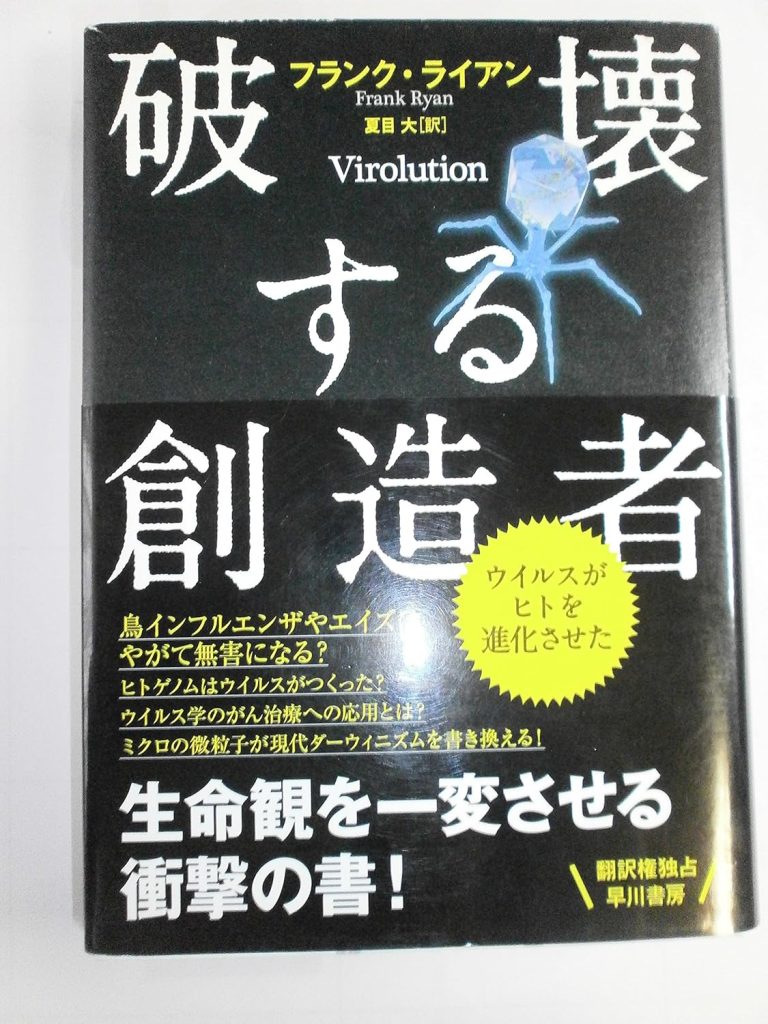 フランク・ライアン
Frank Ryan
夏目 大[訳]
Virolution
破壊
する
創造者
ウイルスが
ヒトを
進化させた
鳥インフルエンザやエイズ
やがて無害になる?
ヒトゲノムはウイルスがつくった?
ウイルス学のがん治療への応用とは?
ミクロの微粒子が現代ダーウィニズムを書き換える!
生命観を一変させる
衝撃の書!
翻訳権独占
早川書房